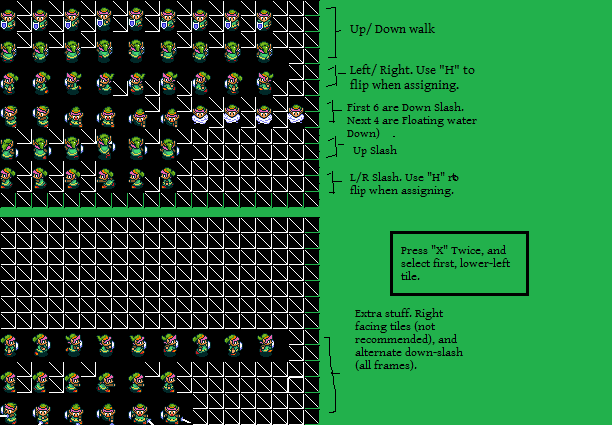 Up/ Down walk
Left/ Right. Use "H" to
flip when assigning.
First 6 are Down Slash.
Next 4 are Floating water
Down)   .
Up Slash
L/R Slash. Use "H" ro
flip when assigning.
Press "X" Twice, and
select first, lower-left
tile.
Extra stuff. Right
facing tiles (not
recommended), and
alternate down-slash
(all frames).